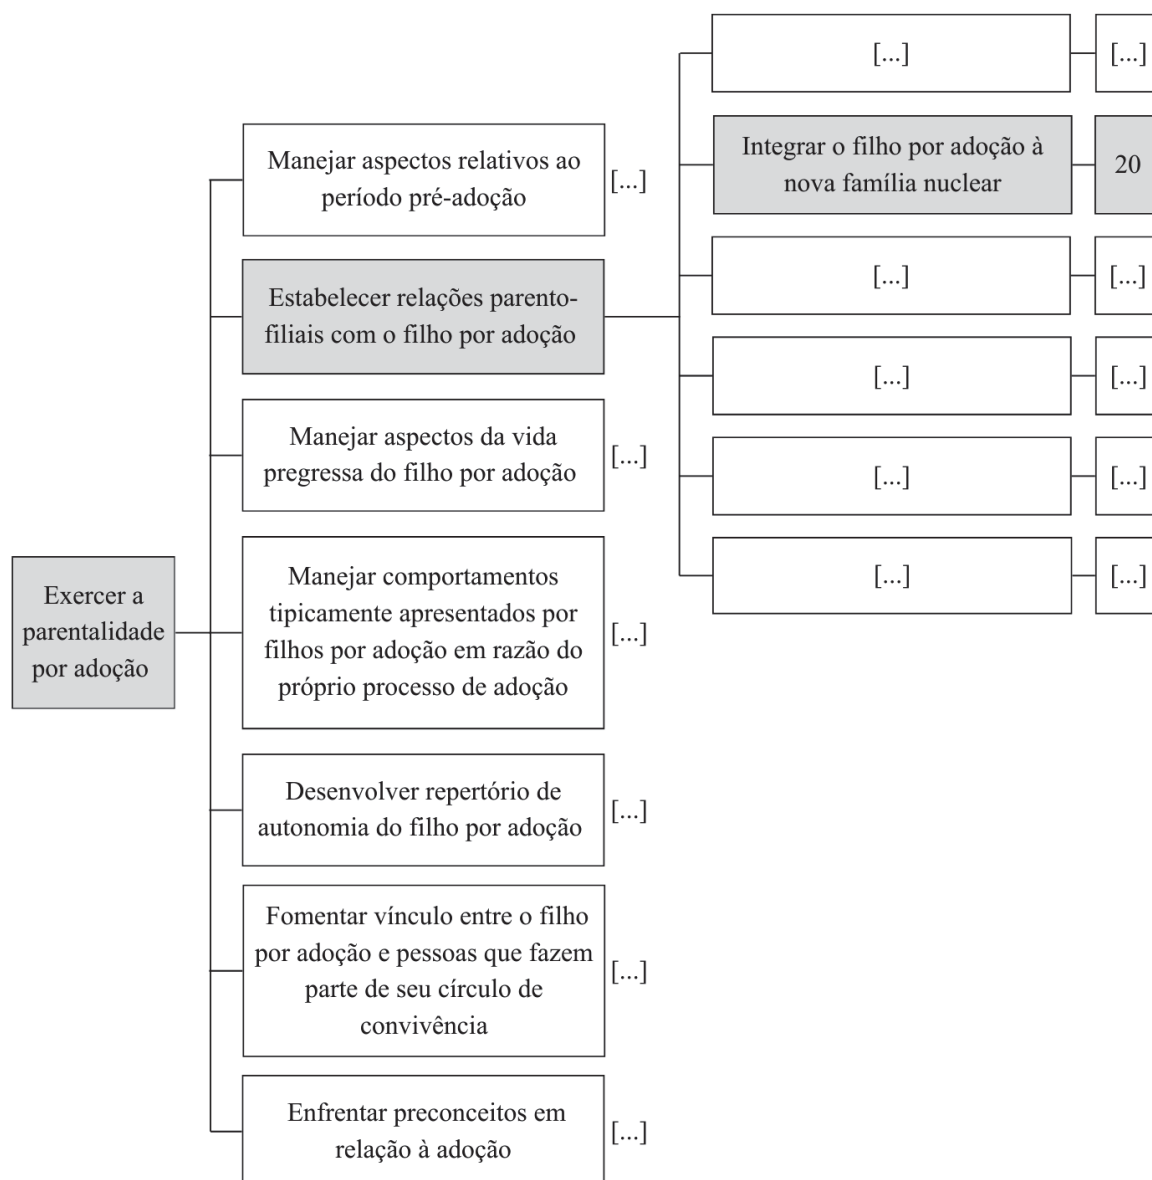 Exercer a
parentalidade
por adoção
Manejar aspectos relativos ao
período pré-adoção
[...]
Estabelecer relações parento-
filiais com o filho por adoção
Manejar aspectos da vida
pregressa do filho por adoção
[...]
Manejar comportamentos
tipicamente apresentados por
filhos por adoção em razão do
próprio processo de adoção
[...]
Desenvolver repertório de
autonomia do filho por adoção
[...]
Fomentar vínculo entre o filho
por adoção e pessoas que fazem
parte de seu círculo de
convivência
[...]
Enfrentar preconceitos em
relação à adoção
[...]
[...]
[...]
Integrar o filho por adoção à
nova família nuclear
20
[...]
[...]
[...]
[...]
[...]
[...]
[...]
[...]